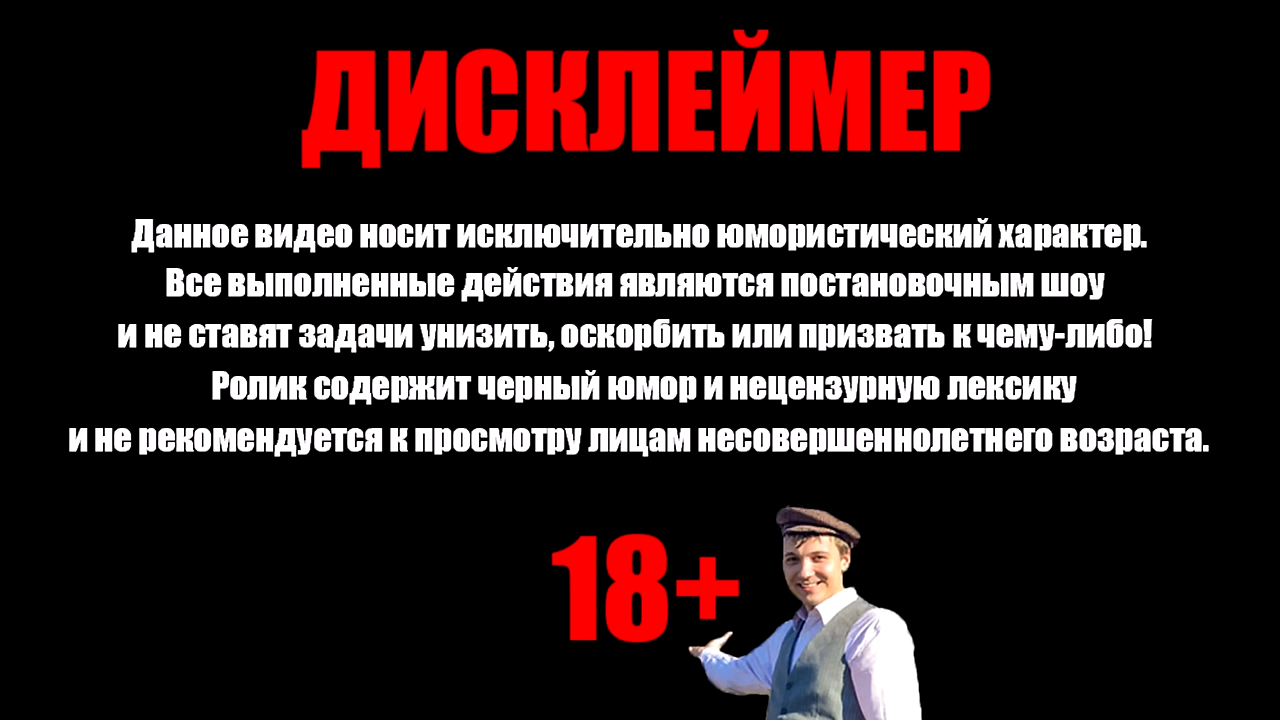 ДИСКЛЕЙМЕР
Данное видео носит исключительно юмористический характер.
Все выполненные действия являются постановочным шоу
и не ставят задачи унизить, оскорбить или призвать к чему-либо!
Ролик содержит черный юмор и нецензурную лексику
и не рекомендуется к просмотру лицам несовершеннолетнего возраста.
18+